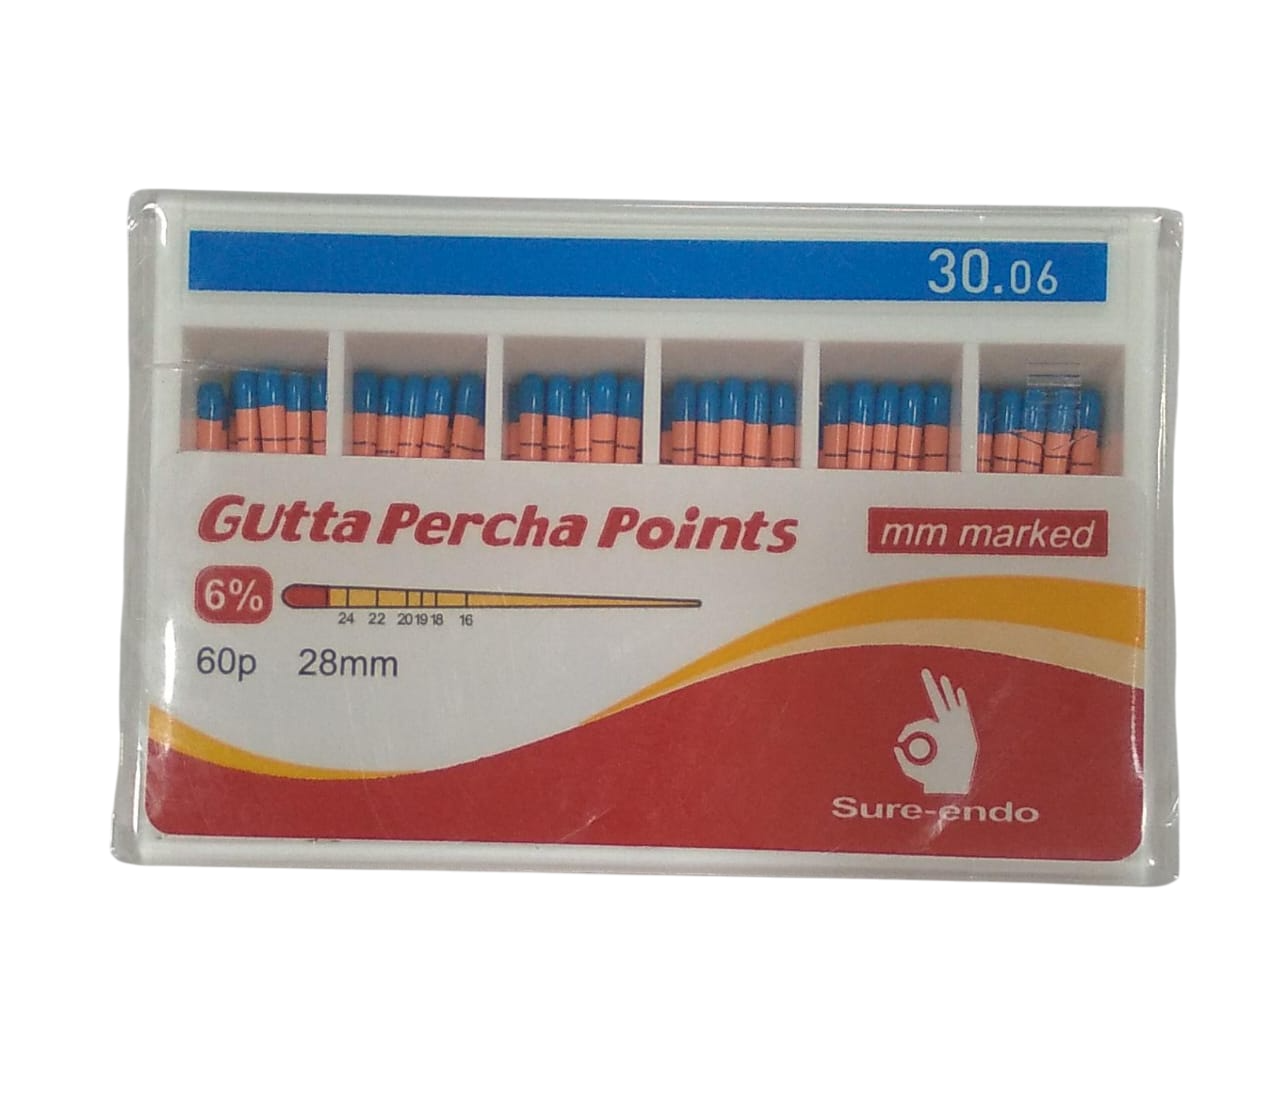 30.06
Gutta Percha Points
mm marked
6%
24 22 20 19 18 16
60p 28mm
Sure-endo